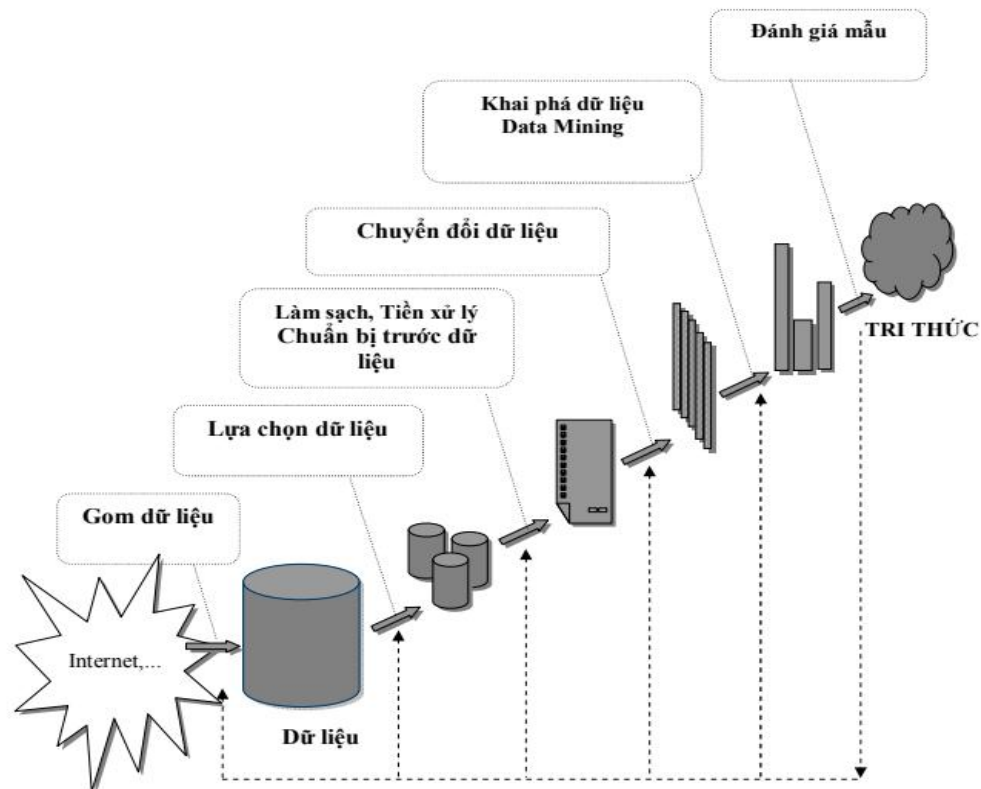 Đánh giá mẫu
Khai phá dữ liệu
Data Mining
Chuyển đổi dữ liệu
Làm sạch, Tiền xử lý
Chuẩn bị trước dữ
liệu
Lựa chọn dữ liệu
Gom dữ liệu
TRI THỨC
Internet,...
Dữ liệu